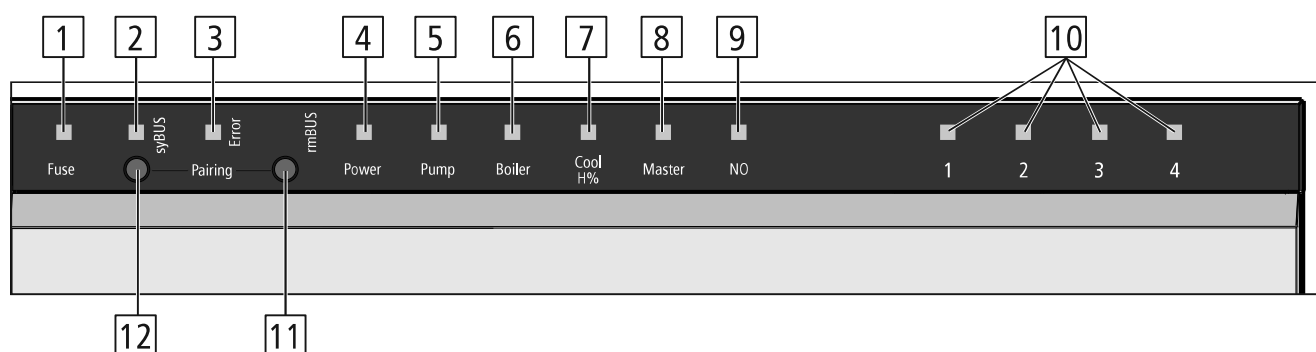 1 2 3 4 5 6 7 8 9 10
syBUS Error rmBUS
Fuse Pairing Power Pump Boiler Cool H% Master NO 1 2 3 4
12 11